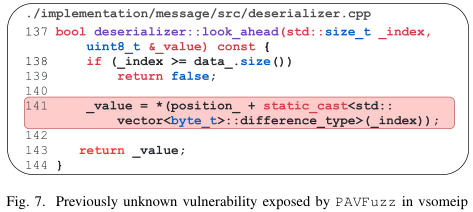 ./implementation/message/src/deserializer.cpp
137 bool deserializer::look_ahead(std::size_t _index,
uint8_t &_value) const {
138 if (_index >= data_.size())
139 return false;
140
141 _value = *(position_ + static_cast<std::
vector<byte_t>::difference_type>(_index));
142
143 return _value;
144 }
Fig. 7. Previously unknown vulnerability exposed by PAVFuzz in vsomeip